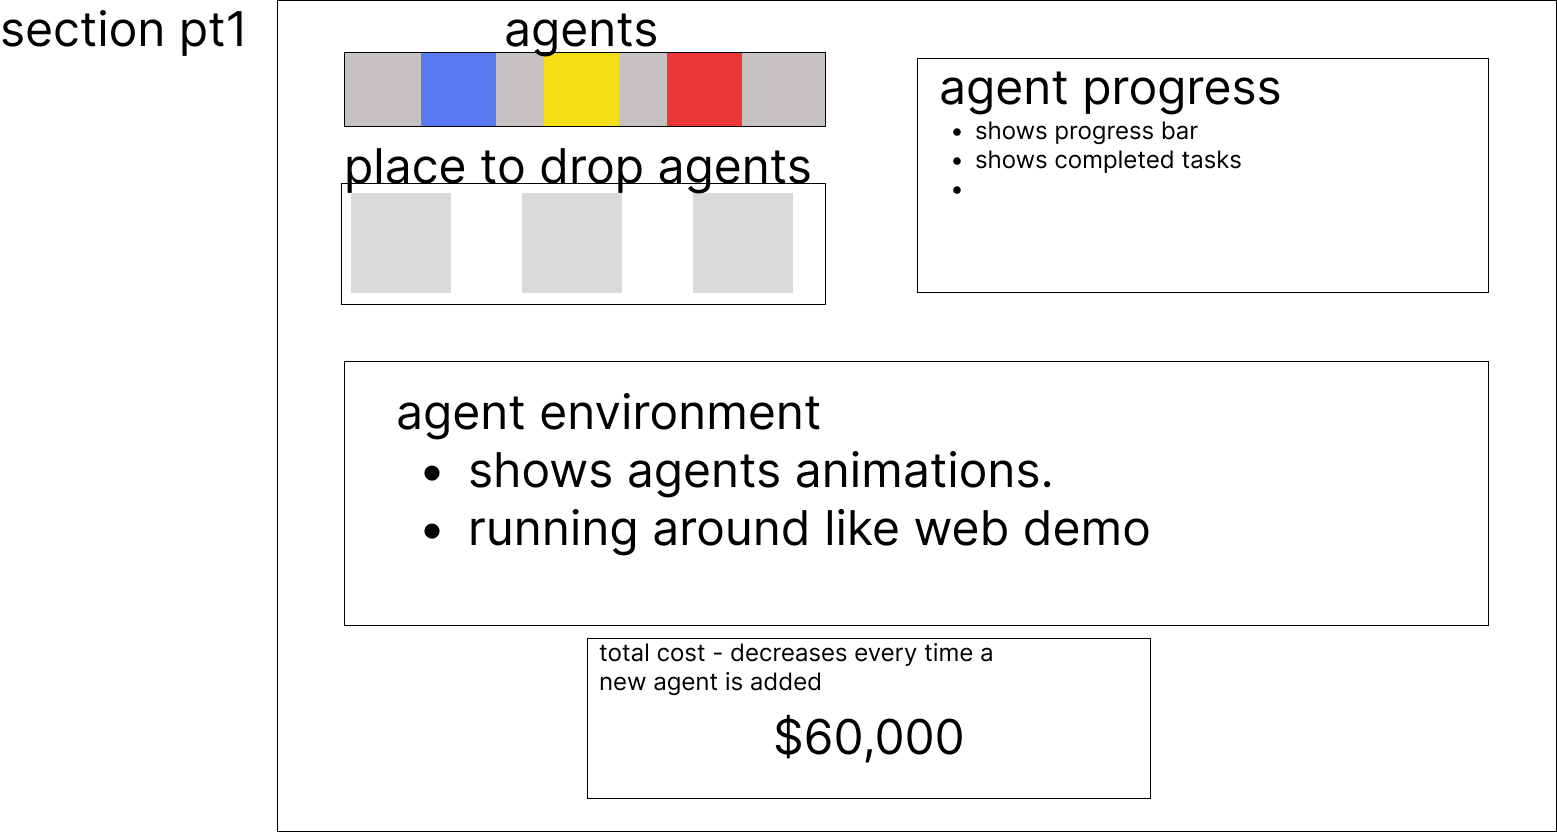 section pt1
agents
place to drop agents
agent progress
• shows progress bar
• shows completed tasks
•
agent environment
• shows agents animations.
• running around like web demo
total cost - decreases every time a
new agent is added
$60,000